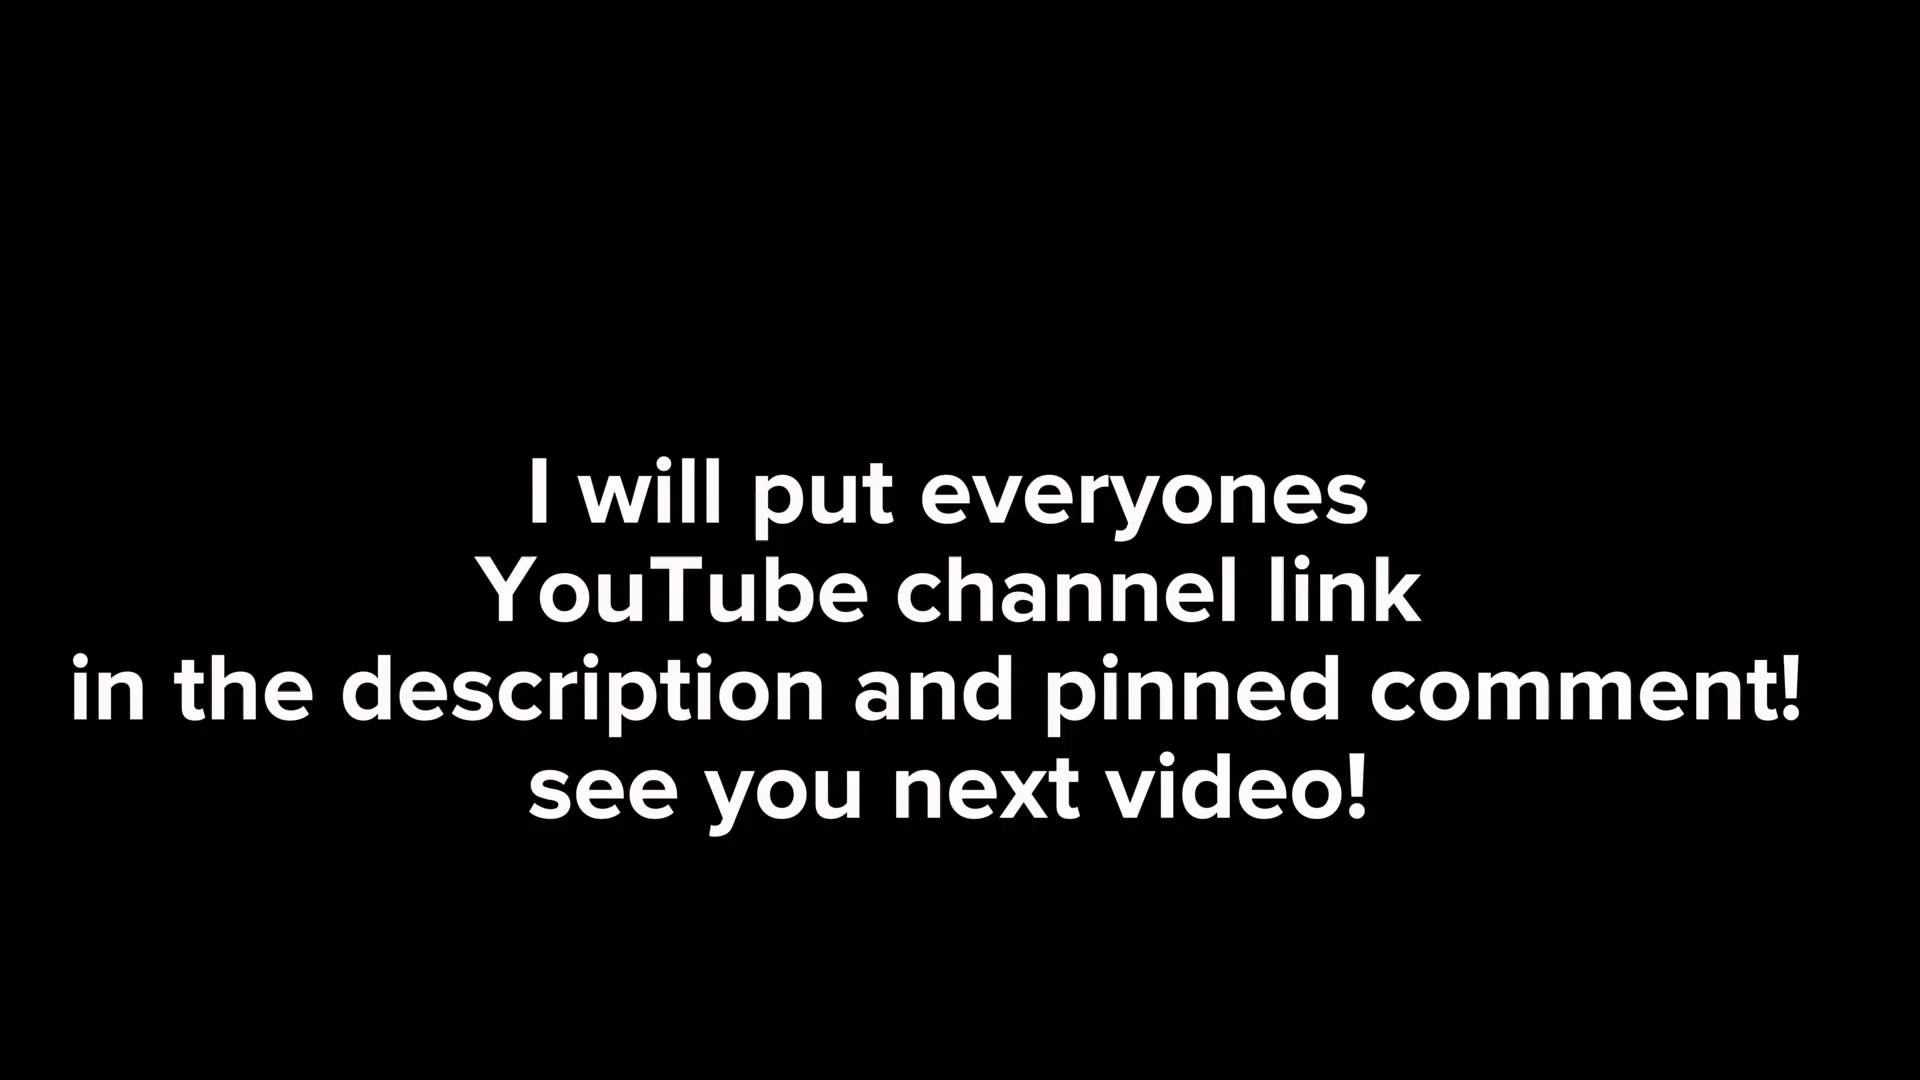 I will put everyones
YouTube channel link
in the description and pinned comment!
see you next video!